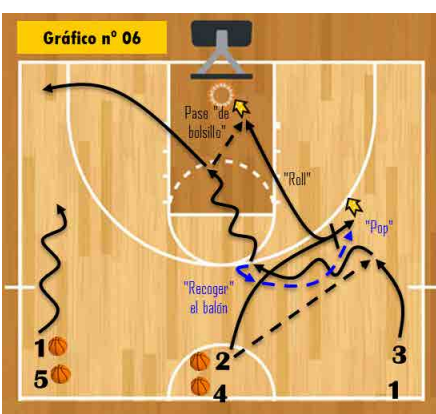 Gráfico nº 06
Pase "de
bolsillo"
"Roll"
"Pop"
"Recoger"
el balón
1
5
2
4
3
1